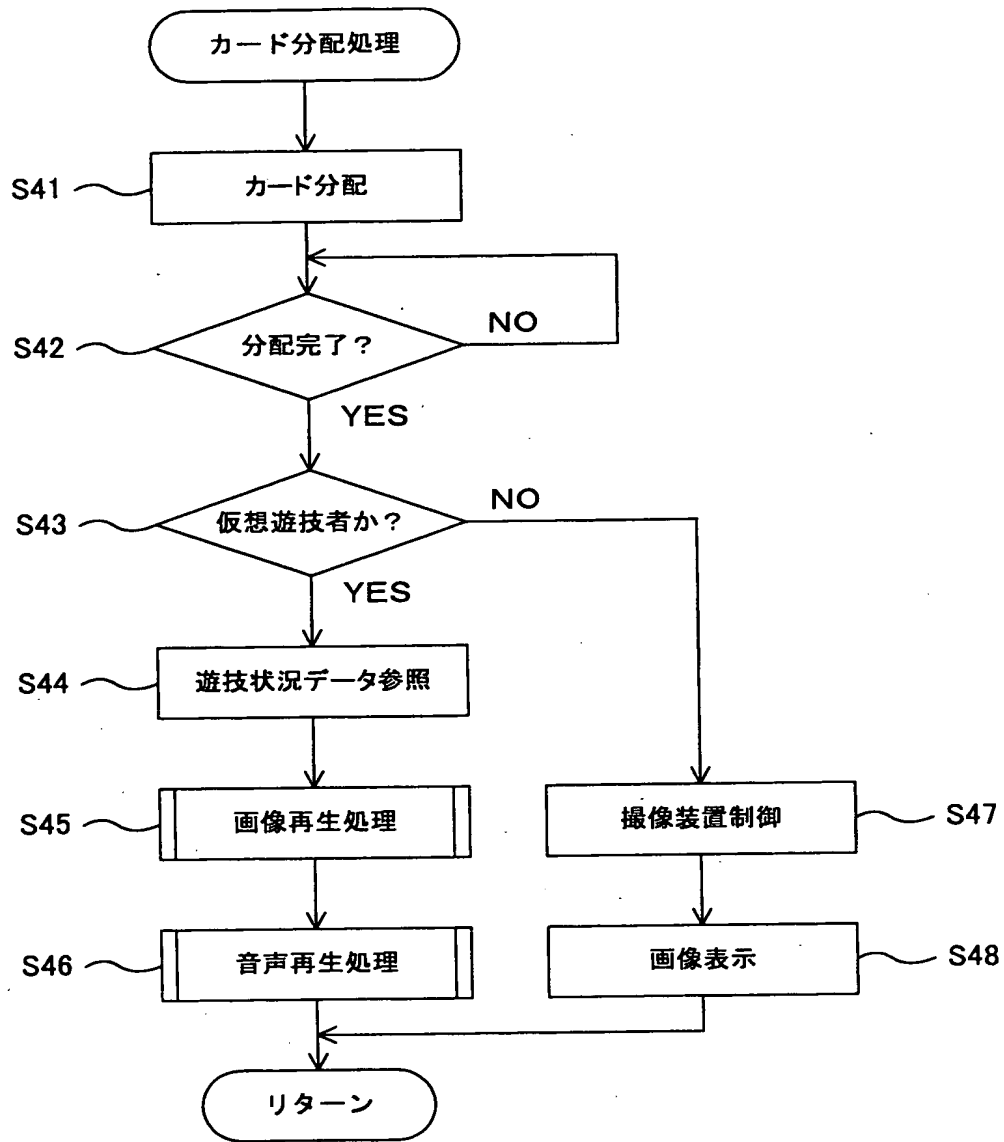 カード分配処理
S41
カード分配
S42
分配完了?
NO
YES
S43
仮想遊技者か?
NO
YES
S44
遊技状況データ参照
S45
画像再生処理
撮像装置制御
S47
S46
音声再生処理
画像表示
S48
リターン